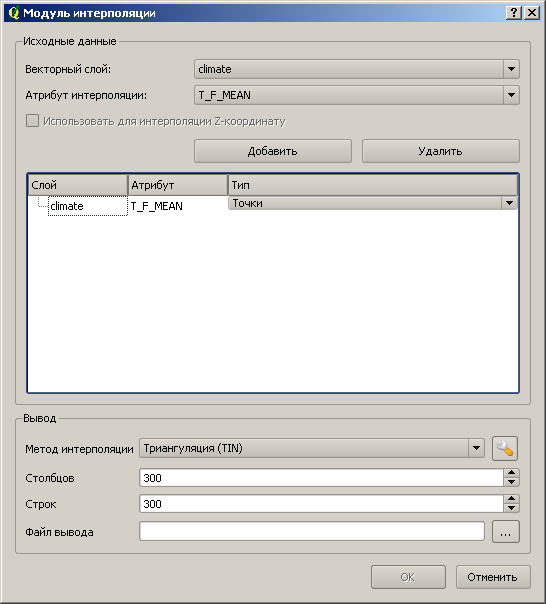 Модуль интерполяции
Исходные данные
Векторный слой: climate
Атрибут интерполяции: T_F_MEAN
Использовать для интерполяции Z-координату
Добавить Удалить
Слой Атрибут Тип
climate T_F_MEAN Точки
Вывод
Метод интерполяции Триангуляция (TIN)
Столбцов 300
Строк 300
Файл вывода ...
OK Отменить